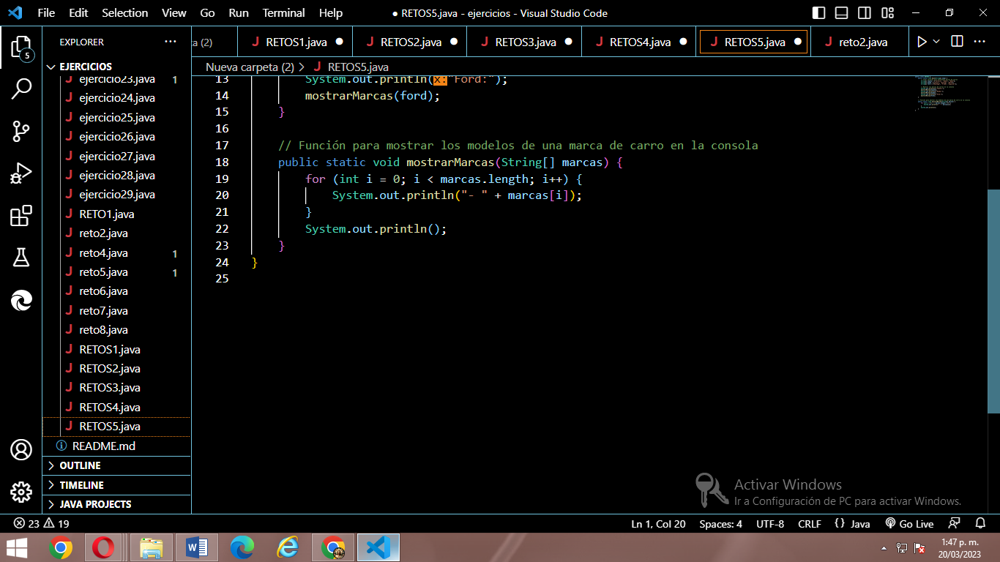 File Edit Selection View Go Run Terminal Help ● RETOS5.java - ejercicios - Visual Studio Code
EXPLORER ··· ta (2) RETOS1.java RETOS2.java RETOS3.java RETOS4.java RETOS5.java reto2.java ···
5
EJERCICIOS
Nueva carpeta (2) > RETOS5.java
ejercicio23.java 1
ejercicio24.java
ejercicio25.java
ejercicio26.java
ejercicio27.java
ejercicio28.java
ejercicio29.java
RETO1.java
reto2.java
reto4.java 1
reto5.java 1
reto6.java
reto7.java
reto8.java
RETOS1.java
RETOS2.java
RETOS3.java
RETOS4.java
RETOS5.java
README.md
OUTLINE
TIMELINE
JAVA PROJECTS
13 System.out.println(x: "Ford:");
14 mostrarMarcas(ford);
15 }
16
17 // Función para mostrar los modelos de una marca de carro en la consola
18 public static void mostrarMarcas(String[] marcas) {
19 for (int i = 0; i < marcas.length; i++) {
20 System.out.println("- " + marcas[i]);
21 }
22 System.out.println();
23 }
24 }
25
Activar Windows
Ir a Configuración de PC para activar Windows.
23 19 Ln 1, Col 20 Spaces: 4 UTF-8 CRLF {} Java Go Live
1:47 p. m.
20/03/2023